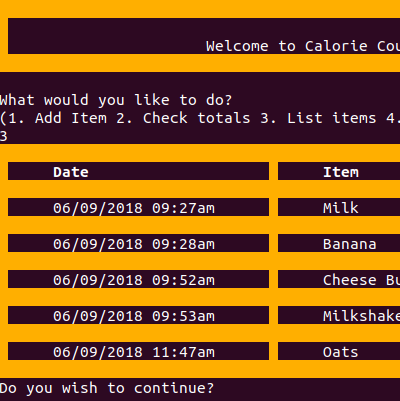 Welcome to Calorie
What would you like to do?
(1. Add Item 2. Check totals 3. List items 4.
3
Date Item
06/09/2018 09:27am Milk
06/09/2018 09:28am Banana
06/09/2018 09:52am Cheese
06/09/2018 09:53am Milkshake
06/09/2018 11:47am Oats
Do you wish to continue?